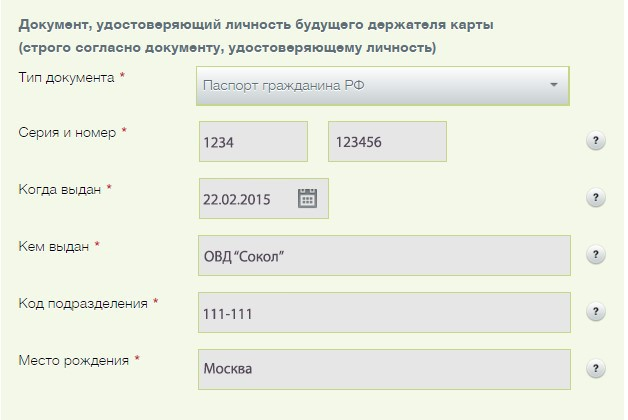 Документ, удостоверяющий личность будущего держателя карты
(строго согласно документу, удостоверяющему личность)
Тип документа * Паспорт гражданина РФ
Серия и номер * 1234 123456 ?
Когда выдан * 22.02.2015 ?
Кем выдан * ОВД “Сокол” ?
Код подразделения * 111-111 ?
Место рождения * Москва ?